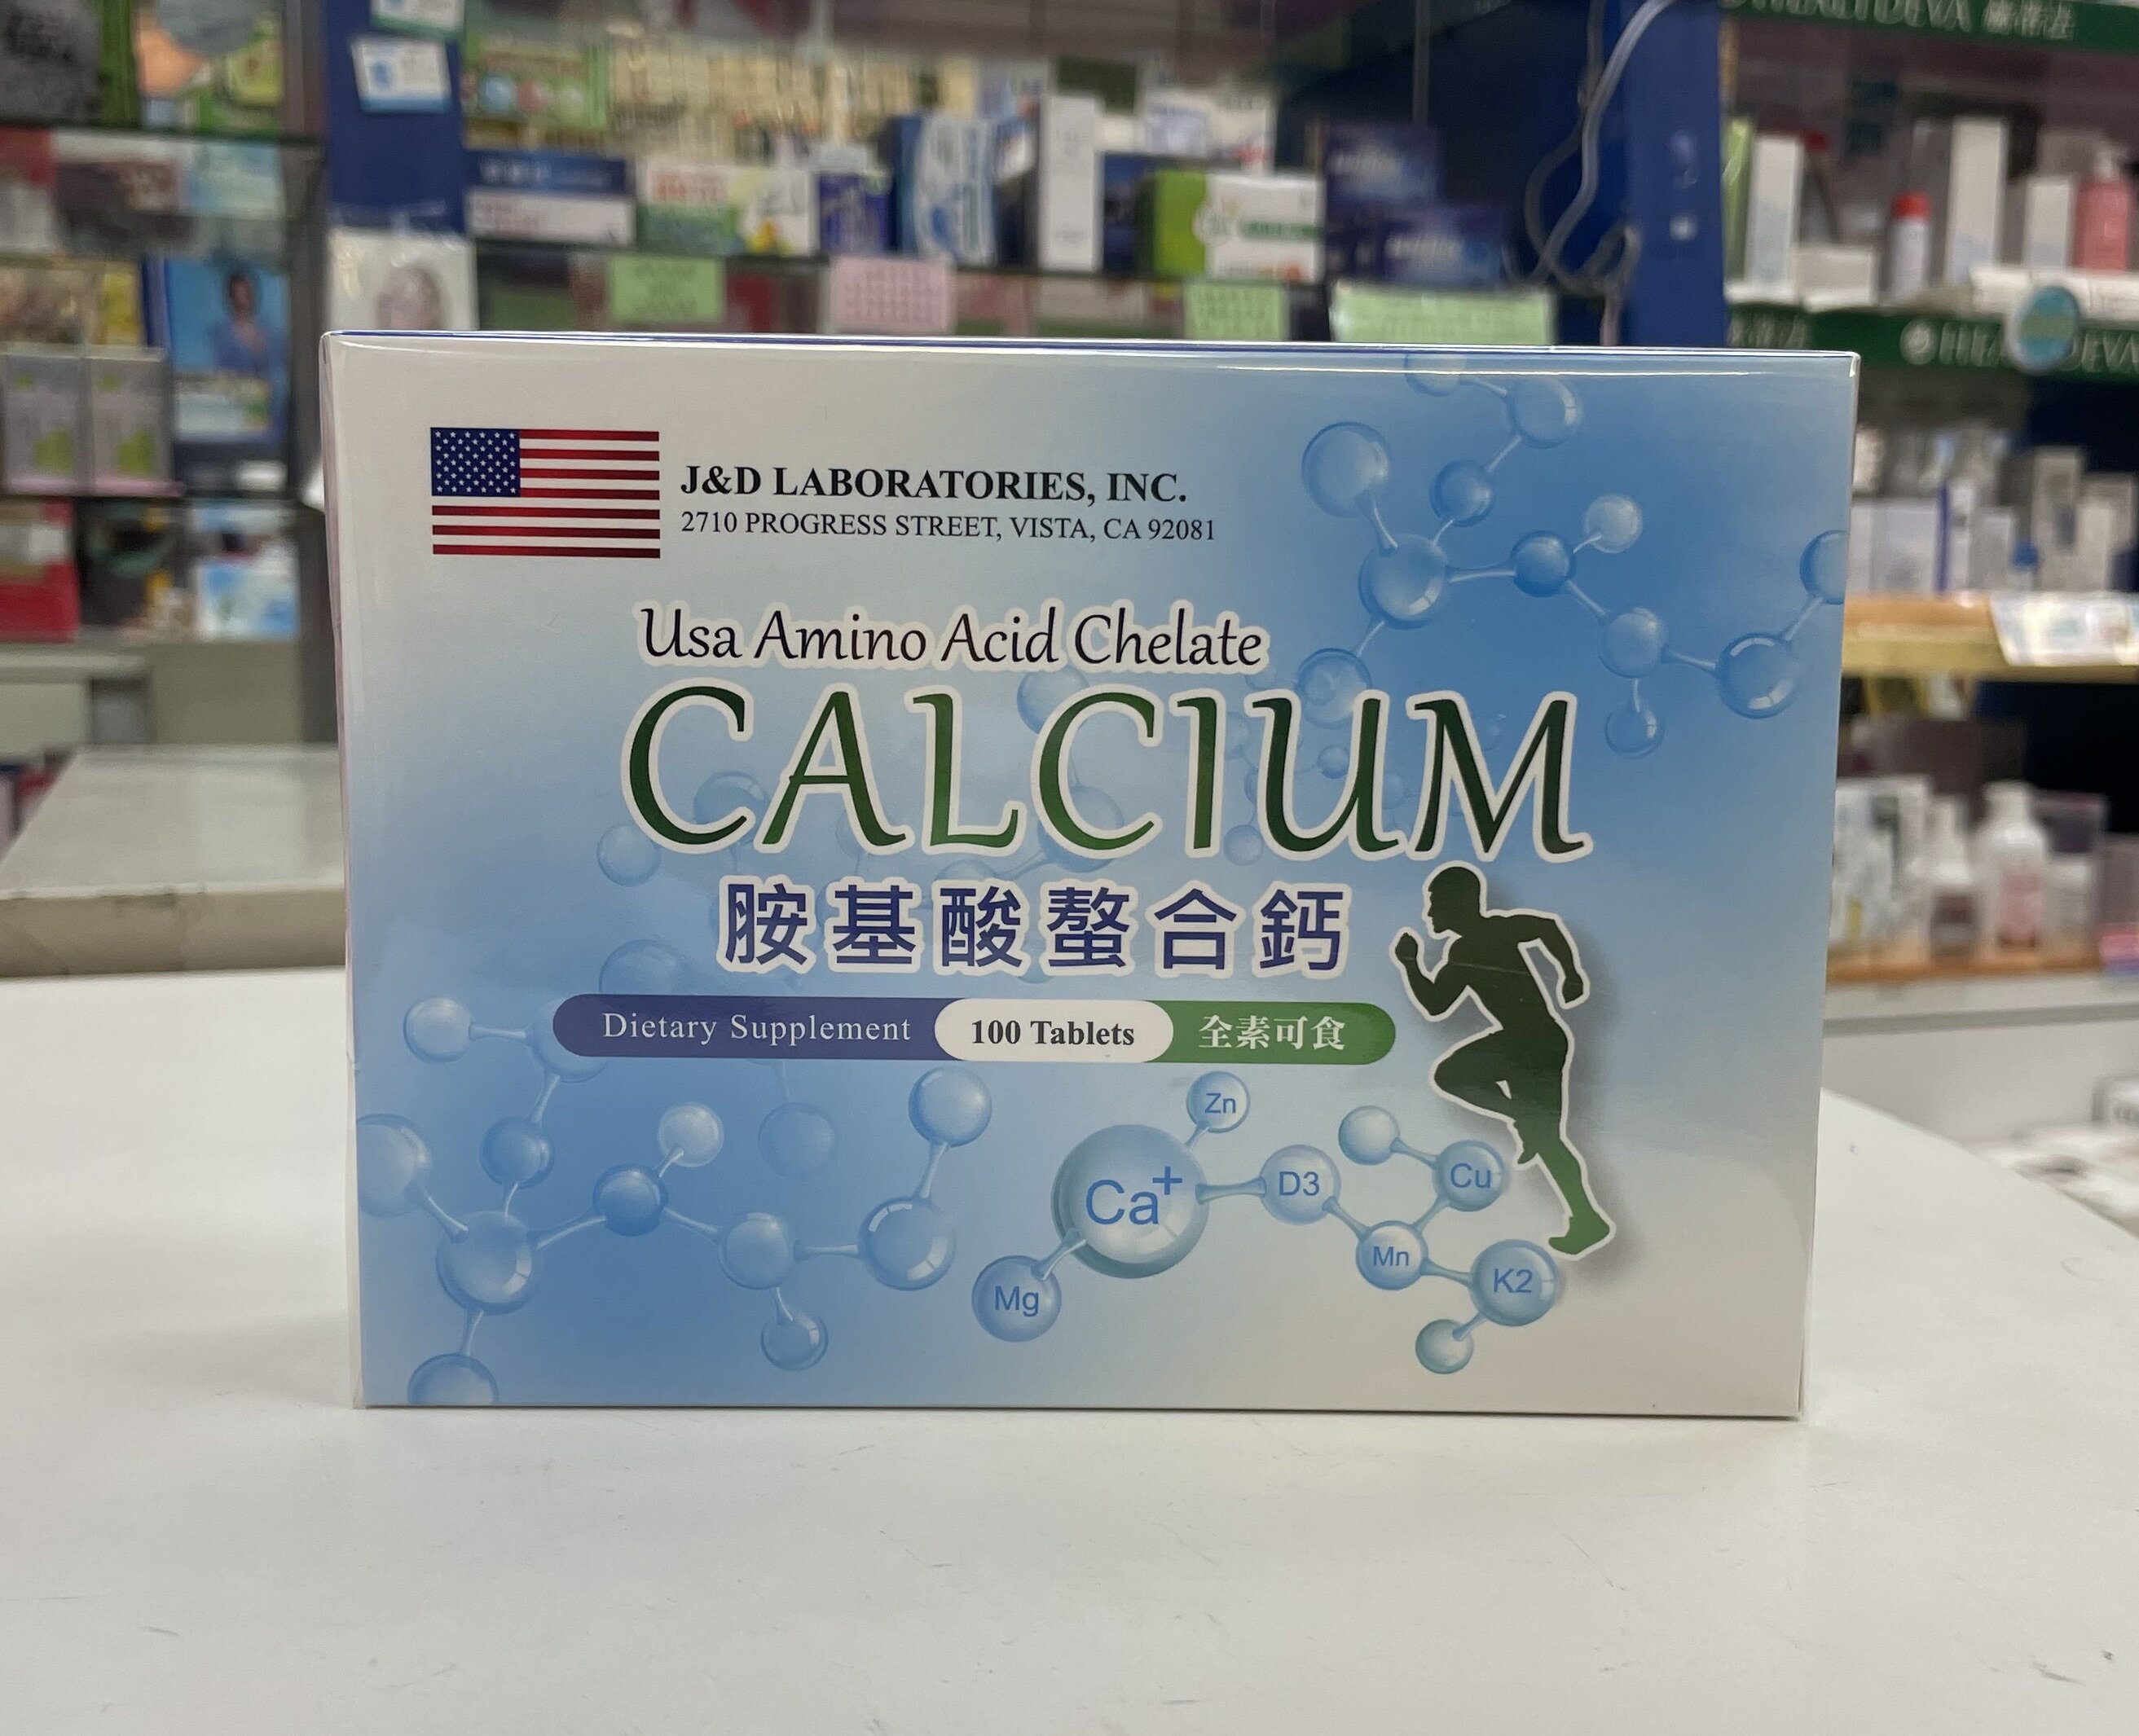 J&D LABORATORIES, INC.
2710 PROGRESS STREET, VISTA, CA 92081
Usa Amino Acid Chelate
CALCIUM
胺基酸螯合鈣
Dietary Supplement 100 Tablets 全素可食
Zn
Ca+ D3 Cu
Mg Mn K2